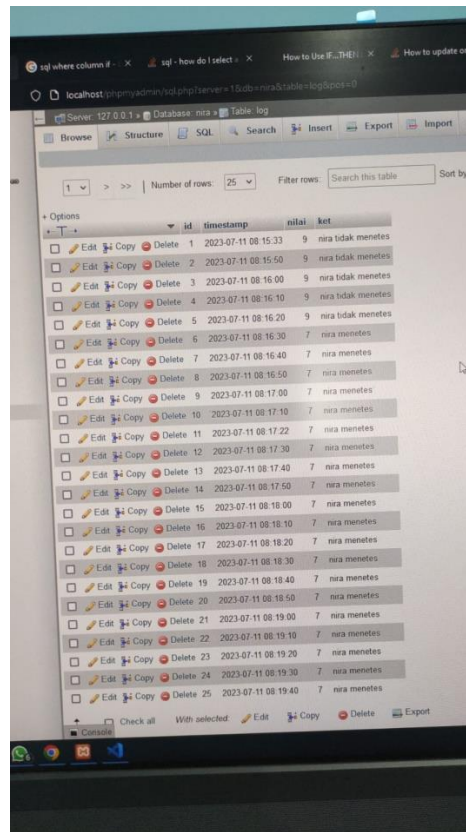 sql where column if - × sql - how do I select × How to Use IF...THEN × How to update or
localhost/phpmyadmin/sql.php?server=1&db=nira&table=log&pos=0
Server: 127.0.0.1 » Database: nira » Table: log
Browse Structure SQL Search Insert Export Import
1 > >> Number of rows: 25 Filter rows: Search this table Sort by
+ Options
←T→ id timestamp nilai ket
Edit Copy Delete 1 2023-07-11 08:15:33 9 nira tidak menetes
Edit Copy Delete 2 2023-07-11 08:15:50 9 nira tidak menetes
Edit Copy Delete 3 2023-07-11 08:16:00 9 nira tidak menetes
Edit Copy Delete 4 2023-07-11 08:16:10 9 nira tidak menetes
Edit Copy Delete 5 2023-07-11 08:16:20 9 nira tidak menetes
Edit Copy Delete 6 2023-07-11 08:16:30 7 nira menetes
Edit Copy Delete 7 2023-07-11 08:16:40 7 nira menetes
Edit Copy Delete 8 2023-07-11 08:16:50 7 nira menetes
Edit Copy Delete 9 2023-07-11 08:17:00 7 nira menetes
Edit Copy Delete 10 2023-07-11 08:17:10 7 nira menetes
Edit Copy Delete 11 2023-07-11 08:17:22 7 nira menetes
Edit Copy Delete 12 2023-07-11 08:17:30 7 nira menetes
Edit Copy Delete 13 2023-07-11 08:17:40 7 nira menetes
Edit Copy Delete 14 2023-07-11 08:17:50 7 nira menetes
Edit Copy Delete 15 2023-07-11 08:18:00 7 nira menetes
Edit Copy Delete 16 2023-07-11 08:18:10 7 nira menetes
Edit Copy Delete 17 2023-07-11 08:18:20 7 nira menetes
Edit Copy Delete 18 2023-07-11 08:18:30 7 nira menetes
Edit Copy Delete 19 2023-07-11 08:18:40 7 nira menetes
Edit Copy Delete 20 2023-07-11 08:18:50 7 nira menetes
Edit Copy Delete 21 2023-07-11 08:19:00 7 nira menetes
Edit Copy Delete 22 2023-07-11 08:19:10 7 nira menetes
Edit Copy Delete 23 2023-07-11 08:19:20 7 nira menetes
Edit Copy Delete 24 2023-07-11 08:19:30 7 nira menetes
Edit Copy Delete 25 2023-07-11 08:19:40 7 nira menetes
Check all With selected: Edit Copy Delete Export
Console